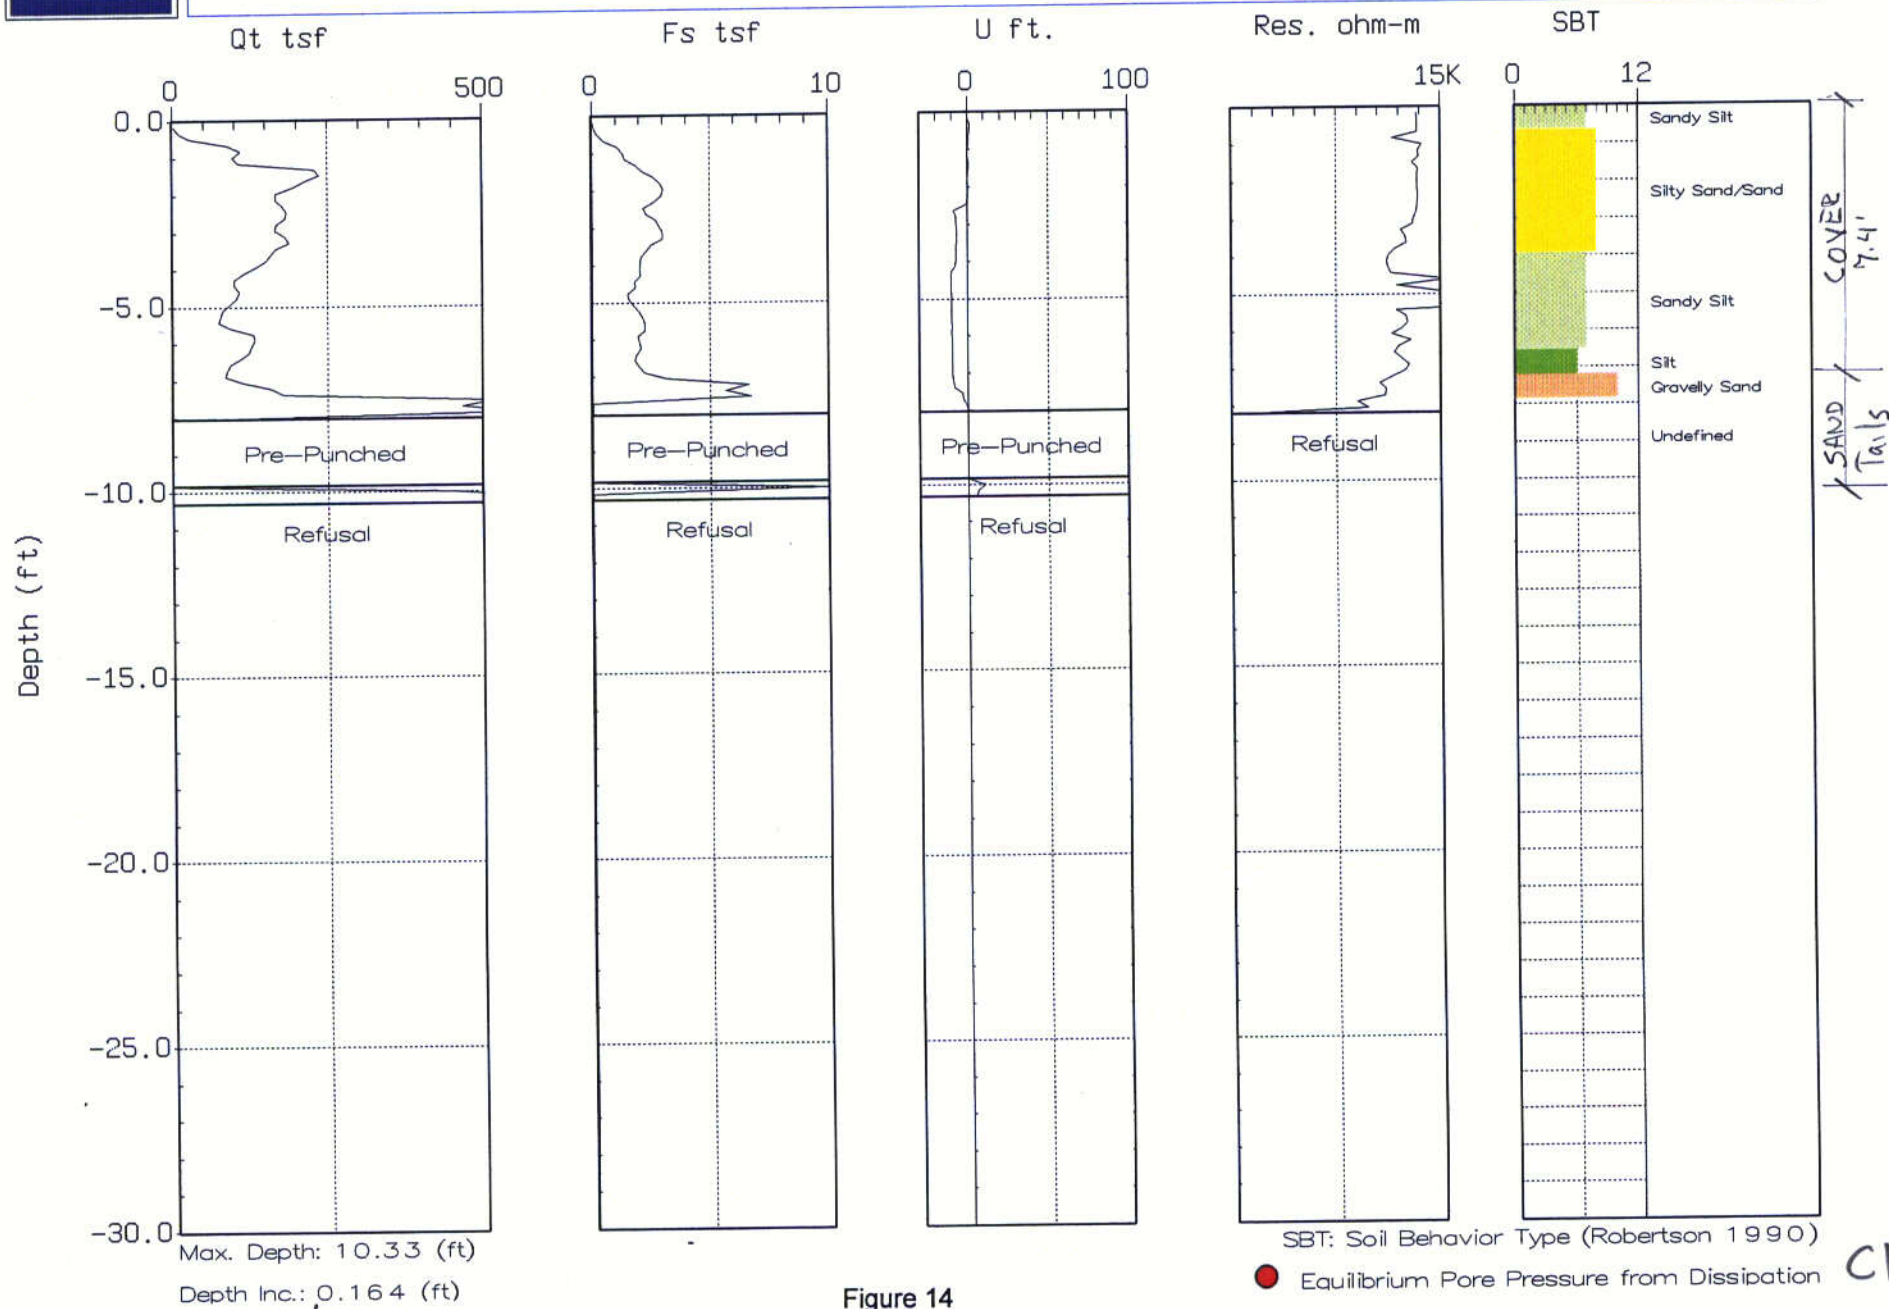 Qt tsf
Fs tsf
U ft.
Res. ohm-m
SBT
0 500
0 10
0 100
15K
0 12
0.0
-5.0
-10.0
-15.0
-20.0
-25.0
-30.0
Depth (ft)
Pre-Punched
Refusal
Pre-Punched
Refusal
Pre-Punched
Refusal
Refusal
Sandy Silt
Silty Sand/Sand
Sandy Silt
Silt
Gravelly Sand
Undefined
COVER
7.41'
SAND
Tails
Max. Depth: 10.33 (ft)
Depth Inc.: 0.164 (ft)
Figure 14
SBT: Soil Behavior Type (Robertson 1990)
Equilibrium Pore Pressure from Dissipation